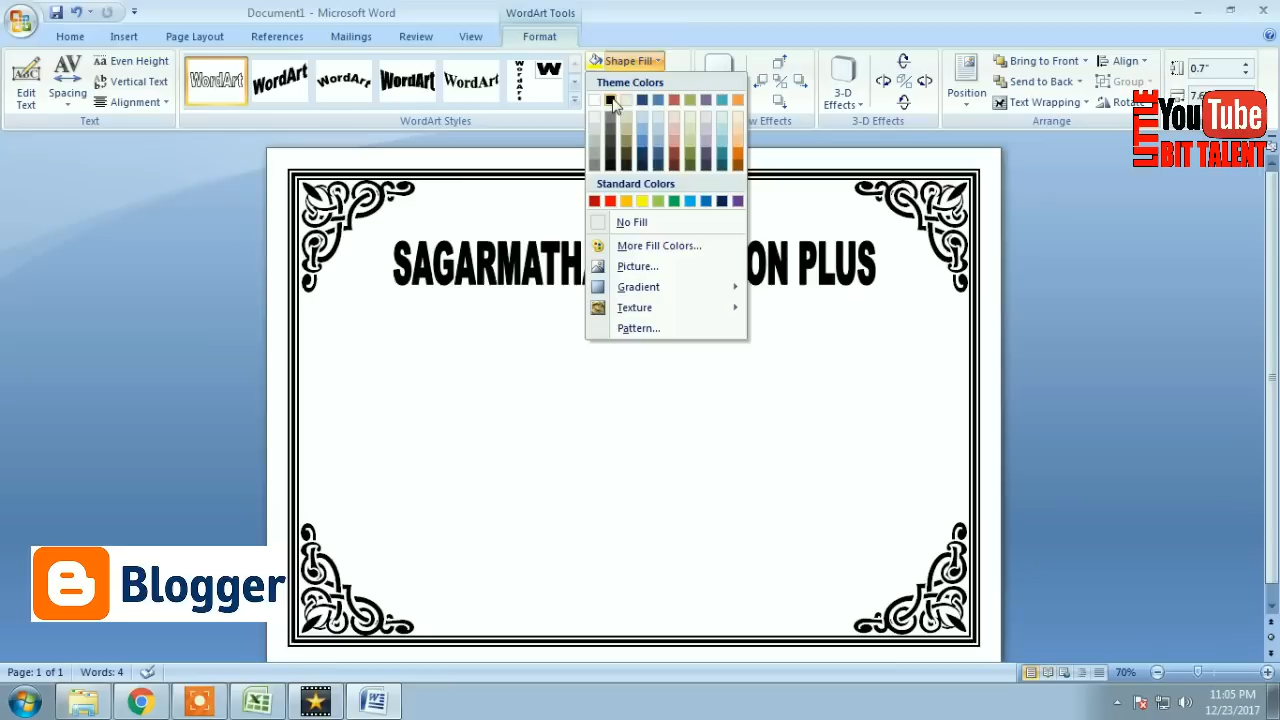 Document1 - Microsoft Word
WordArt Tools
Home
Insert
Page Layout
References
Mailings
Review
View
Format
Edit Text
AV
Spacing
Even Height
Vertical Text
Alignment
Text
WordArt
WordArt
WordArt
WordArt
WordArt
WordArt
W
WordArt Styles
Shape Fill
Effects
3-D Effects
3-D Effects
Position
Bring to Front
Send to Back
Text Wrapping
Align
Group
Rotate
Arrange
0.7"
LITTLE
YouTube
BIT TALENT
Theme Colors
Standard Colors
No Fill
More Fill Colors...
Picture...
Gradient
Texture
Pattern...
SAGARMATHA
ON PLUS
Blogger
Page: 1 of 1
Words: 4
70%
11:05 PM
12/23/2017